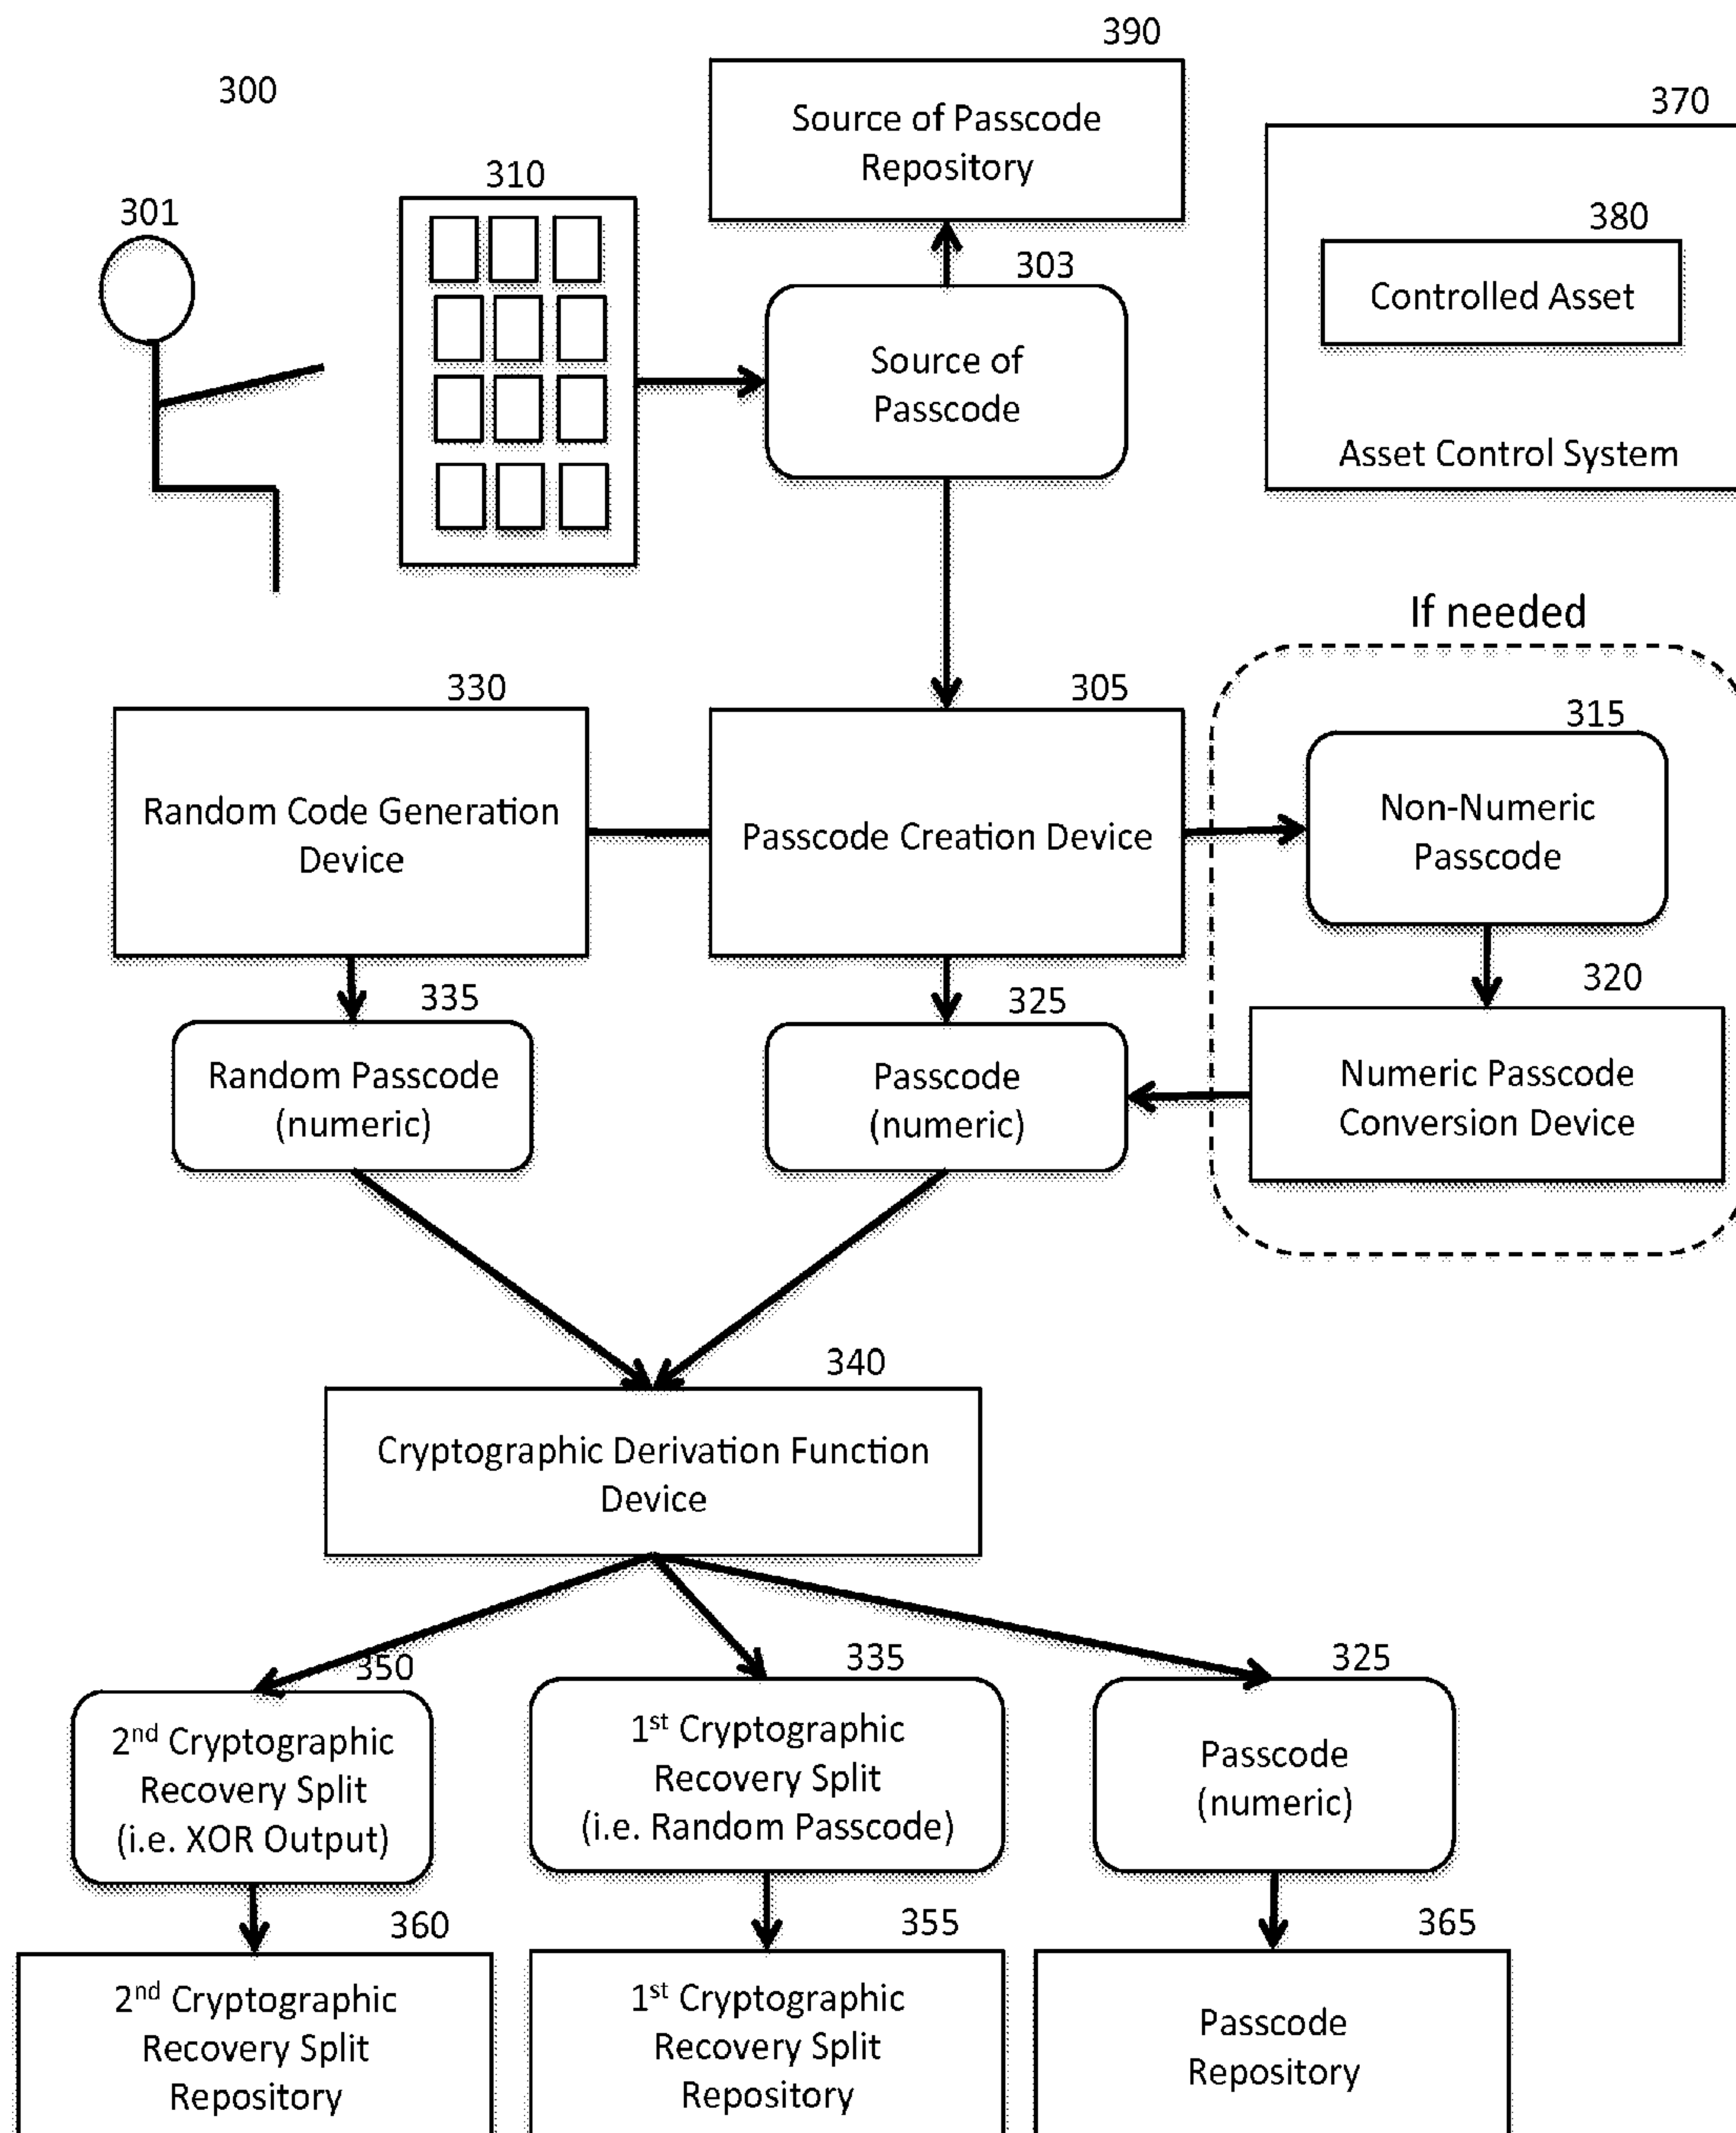 390
300
Source of Passcode
Repository
370
310
301
380
303
Controlled Asset
Source of
Passcode
Asset Control System
If needed
330
305
315
Random Code Generation
Device
Passcode Creation Device
Non-Numeric
Passcode
335
325
320
Random Passcode
(numeric)
Passcode
(numeric)
Numeric Passcode
Conversion Device
340
Cryptographic Derivation Function
Device
350
335
325
2nd Cryptographic
Recovery Split
(i.e. XOR Output)
1st Cryptographic
Recovery Split
(i.e. Random Passcode)
Passcode
(numeric)
360
355
365
2nd Cryptographic
Recovery Split
Repository
1st Cryptographic
Recovery Split
Repository
Passcode
Repository